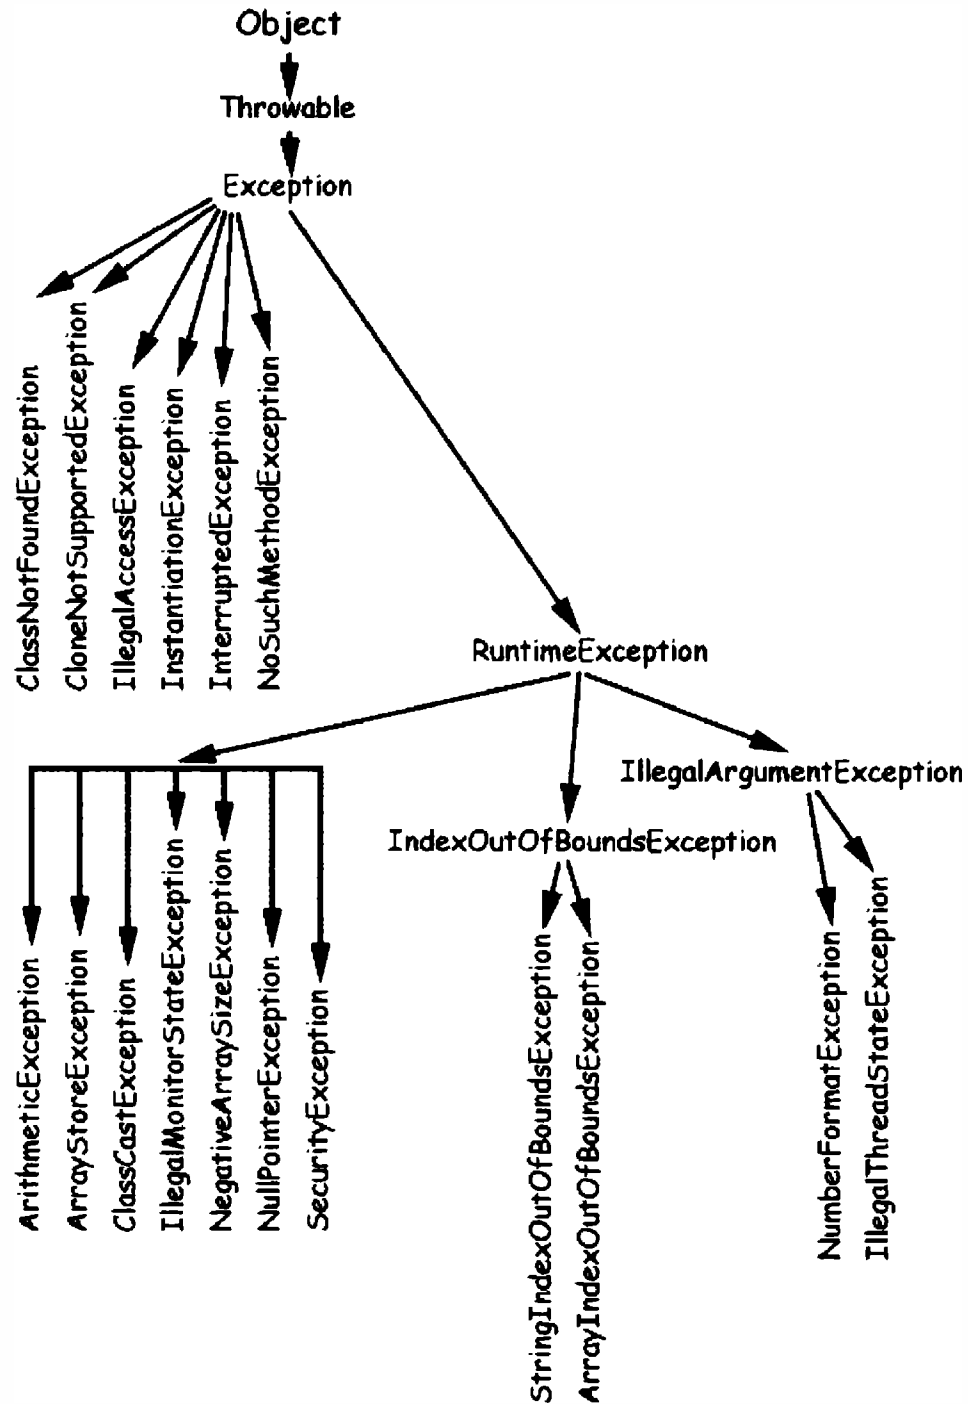 Object
Throwable
Exception
ClassNotFoundException
CloneNotSupportedException
IllegalAccessException
InstantiationException
InterruptedException
NoSuchMethodException
RuntimeException
IllegalArgumentException
IndexOutOfBoundsException
ArithmeticException
ArrayStoreException
ClassCastException
IllegalMonitorStateException
NegativeArraySizeException
NullPointerException
SecurityException
StringIndexOutOfBoundsException
ArrayIndexOutOfBoundsException
NumberFormatException
IllegalThreadStateException